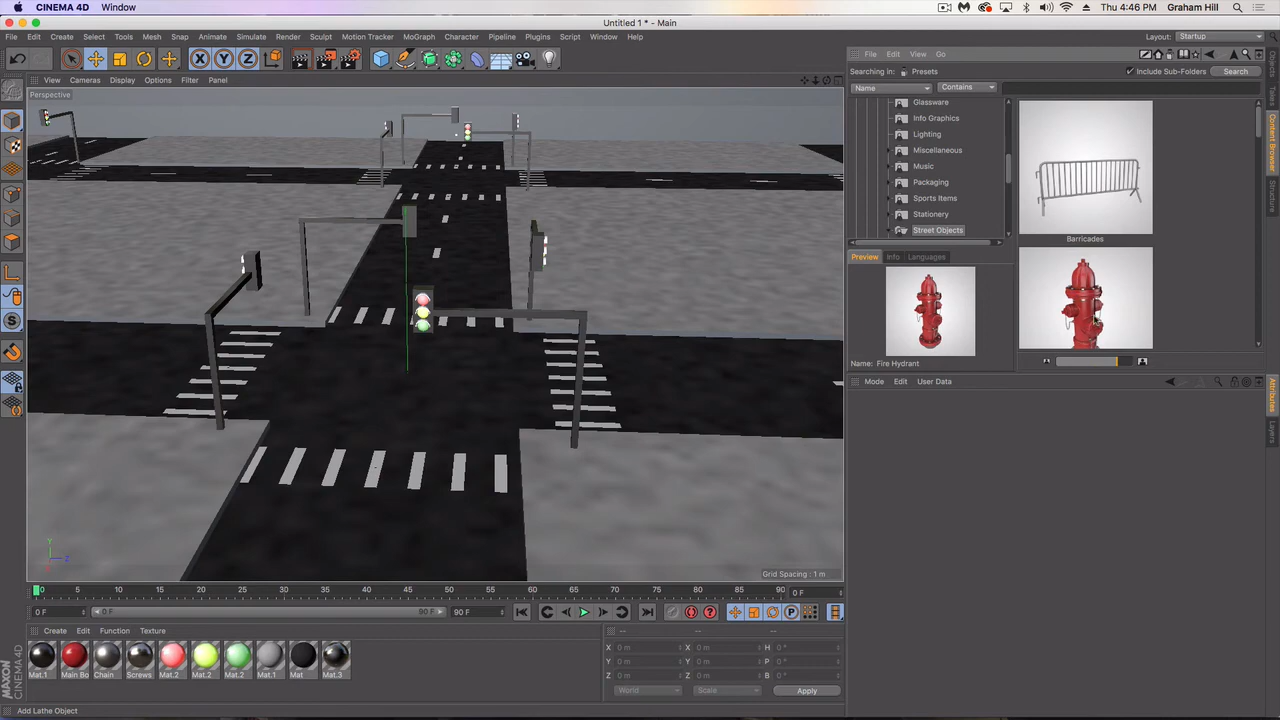 CINEMA 4D Window Thu 4:46 PM Graham Hill
Untitled 1 * - Main
File Edit Create Select Tools Mesh Snap Animate Simulate Render Sculpt Motion Tracker MoGraph Character Pipeline Plugins Script Window Help Layout: Startup
File Edit View Go
Searching in: Presets Include Sub-Folders Search
View Cameras Display Options Filter Panel
Name Contains
Perspective
Glassware
Info Graphics
Lighting
Miscellaneous
Music
Packaging
Sports Items
Stationery
Street Objects
Barricades
Preview Info Languages
Name: Fire Hydrant
Mode Edit User Data
Objects
Takes
Content Browser
Structure
Attributes
Layers
Y
Z
Grid Spacing : 1 m
0 5 10 15 20 25 30 35 40 45 50 55 60 65 70 75 80 85 90 0 F
0 F 0 F 90 F 90 F
Create Edit Function Texture
Mat.1 Main Bo Chain Screws Mat.2 Mat.2 Mat.2 Mat.1 Mat Mat.3
-- -- --
X 0 m X 0 m H 0 °
Y 0 m Y 0 m P 0 °
Z 0 m Z 0 m B 0 °
World Scale Apply
MAXON CINEMA 4D
Add Lathe Object